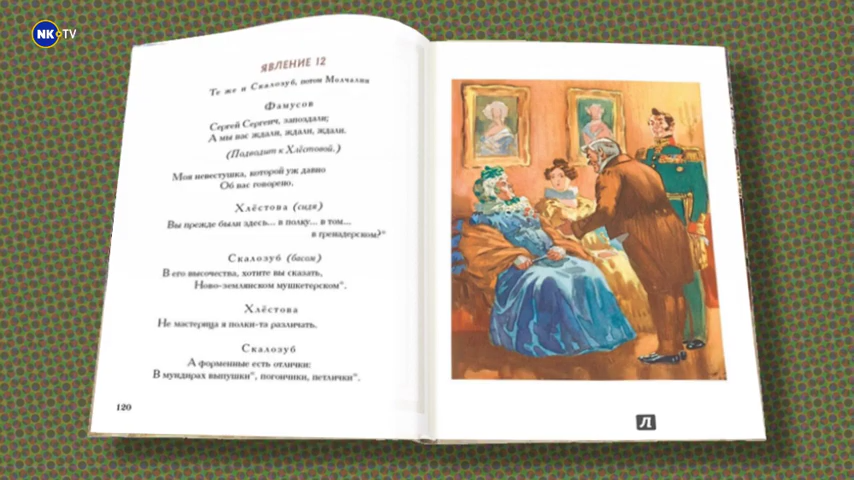 NK TV
ЯВЛЕНИЕ 12
Те же и Скалозуб, потом Молчалин
Фамусов
Сергей Сергеич, запоздали;
А мы вас ждали, ждали, ждали.
(Подводит к Хлёстовой.)
Моя невестушка, которой уж давно
Об вас говорено.
Хлёстова (сидя)
Вы прежде были здесь... в полку... в том...
в гренадерском?*
Скалозуб (басом)
В его высочества, хотите вы сказать,
Ново-землянском мушкетерском*.
Хлёстова
Не мастерица я полки-та различать.
Скалозуб
А форменные есть отлички:
В мундирах выпушки*, погончики, петлички*.
120
Л